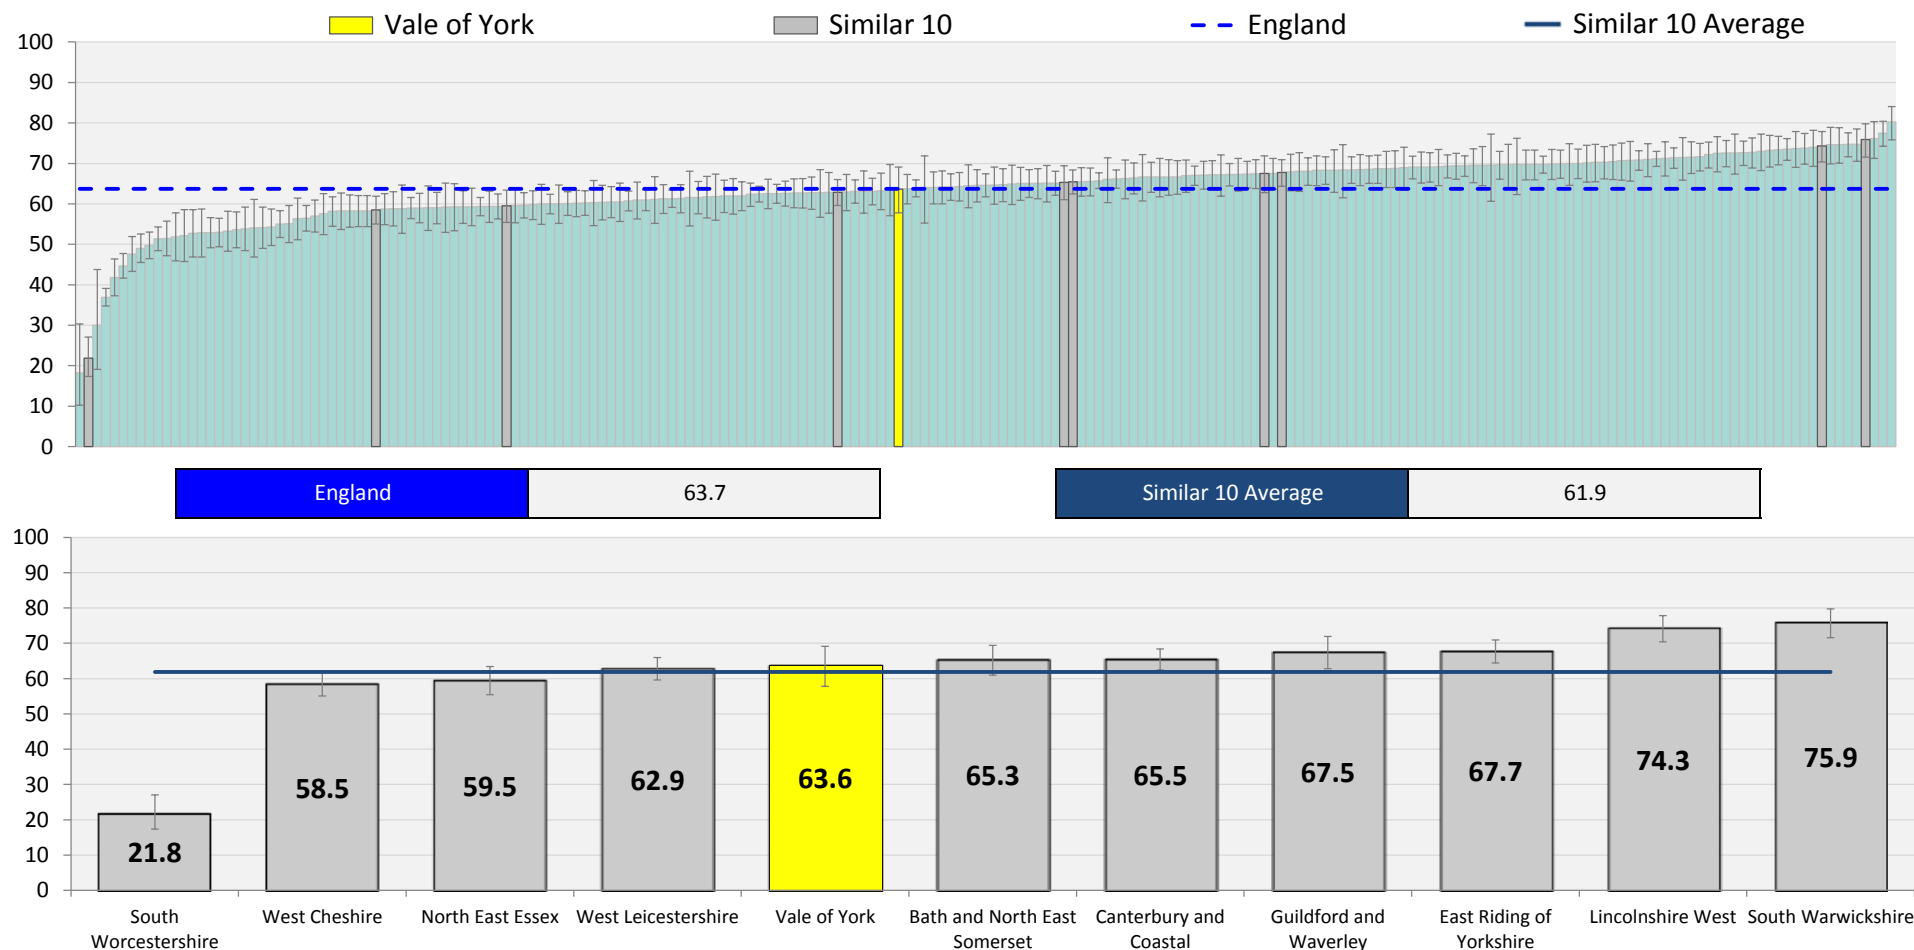 Vale of York
Similar 10
England
Similar 10 Average
100
90
80
70
60
50
40
30
20
10
0
England
63.7
Similar 10 Average
61.9
100
90
80
70
60
50
40
30
20
10
0
21.8
58.5
59.5
62.9
63.6
65.3
65.5
67.5
67.7
74.3
75.9
South
Worcestershire
West Cheshire
North East Essex
West Leicestershire
Vale of York
Bath and North East
Somerset
Canterbury and
Coastal
Guildford and
Waverley
East Riding of
Yorkshire
Lincolnshire West
South Warwickshire